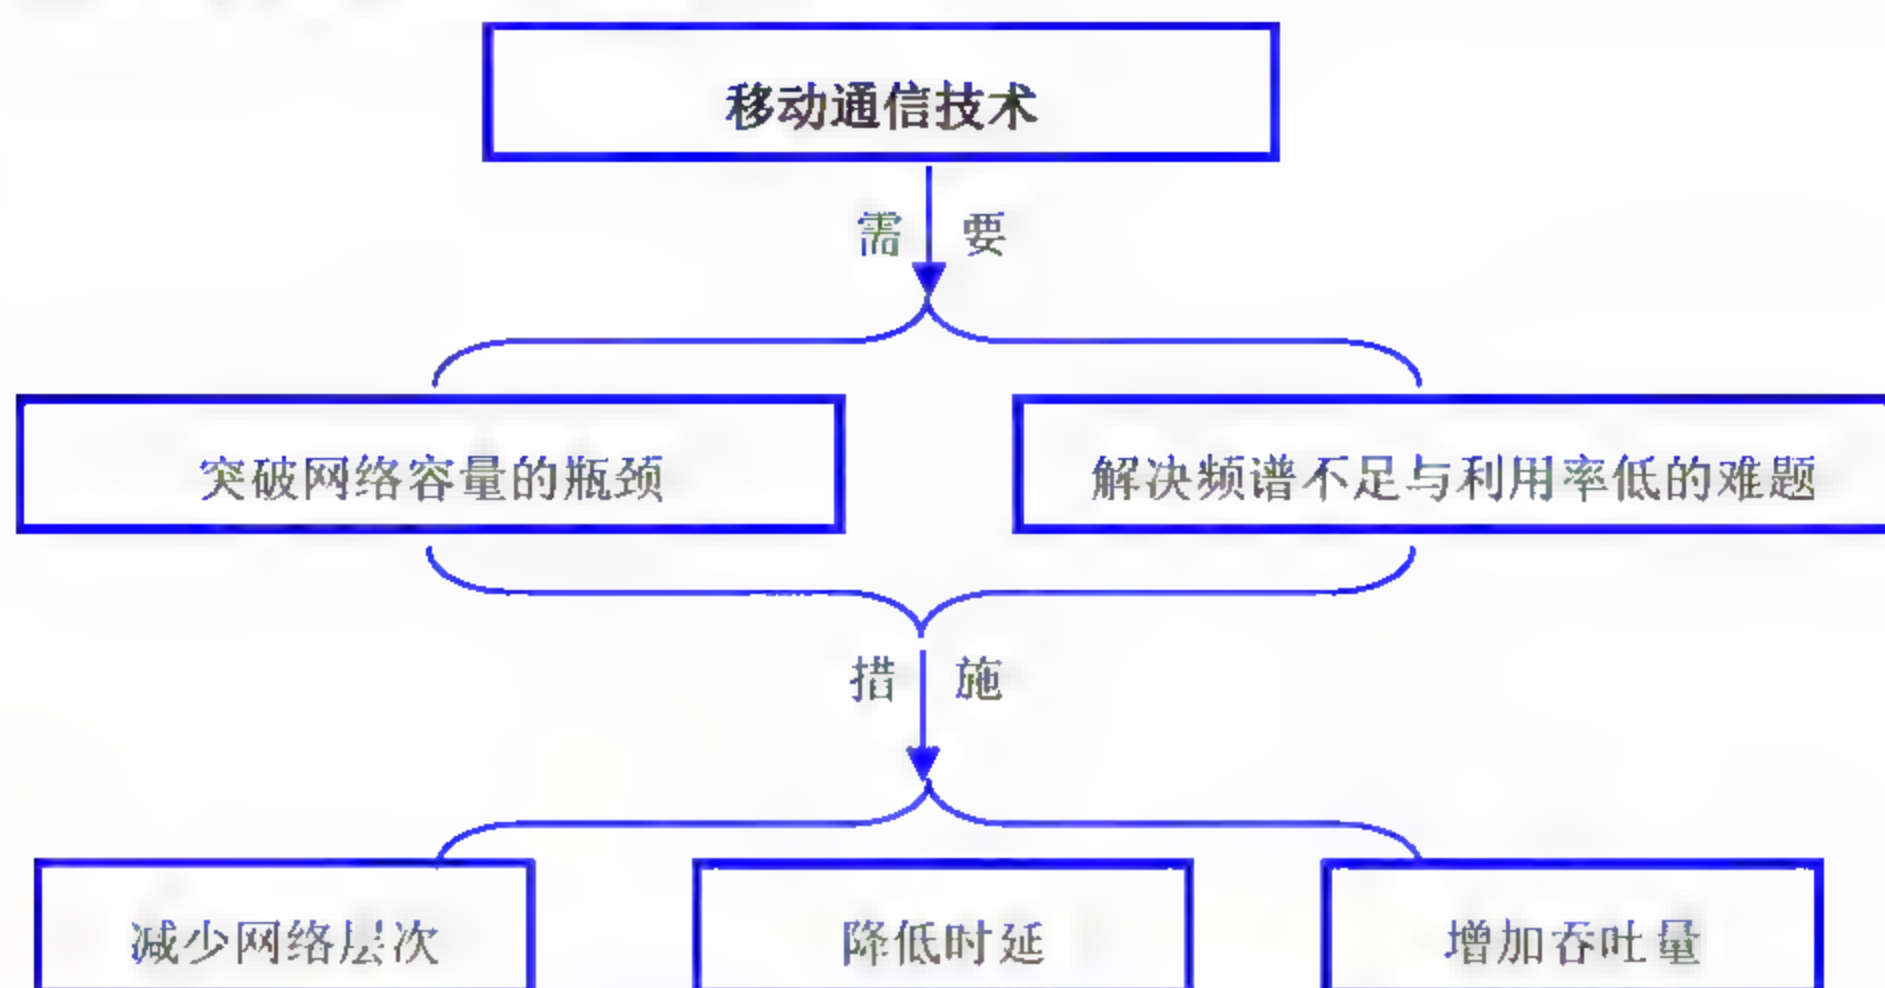 移动通信技术
需 要
突破网络容量的瓶颈
解决频谱不足与利用率低的难题
措 施
减少网络层次
降低时延
增加吞吐量